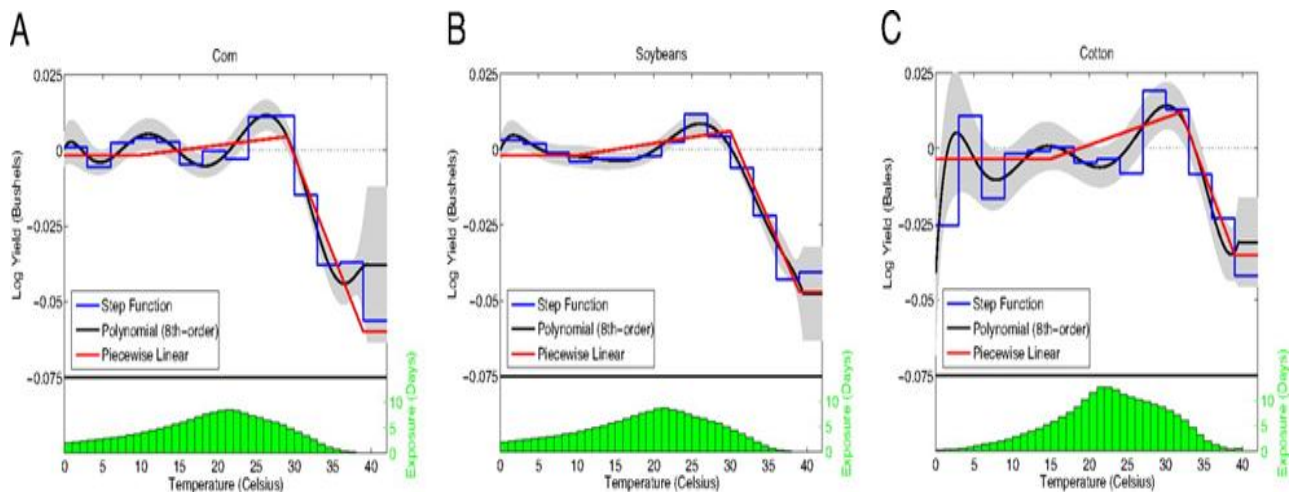 A
Corn
0.025
0
−0.025
−0.05
−0.075
Log Yield (Bushels)
Step Function
Polynomial (8th−order)
Piecewise Linear
10
5
0
Exposure (Days)
0 5 10 15 20 25 30 35 40
Temperature (Celsius)
B
Soybeans
0.025
0
−0.025
−0.05
−0.075
Log Yield (Bushels)
Step Function
Polynomial (8th−order)
Piecewise Linear
10
5
0
Exposure (Days)
0 5 10 15 20 25 30 35 40
Temperature (Celsius)
C
Cotton
0.025
0
−0.025
−0.05
−0.075
Log Yield (Bales)
Step Function
Polynomial (8th−order)
Piecewise Linear
10
5
0
Exposure (Days)
0 5 10 15 20 25 30 35 40
Temperature (Celsius)